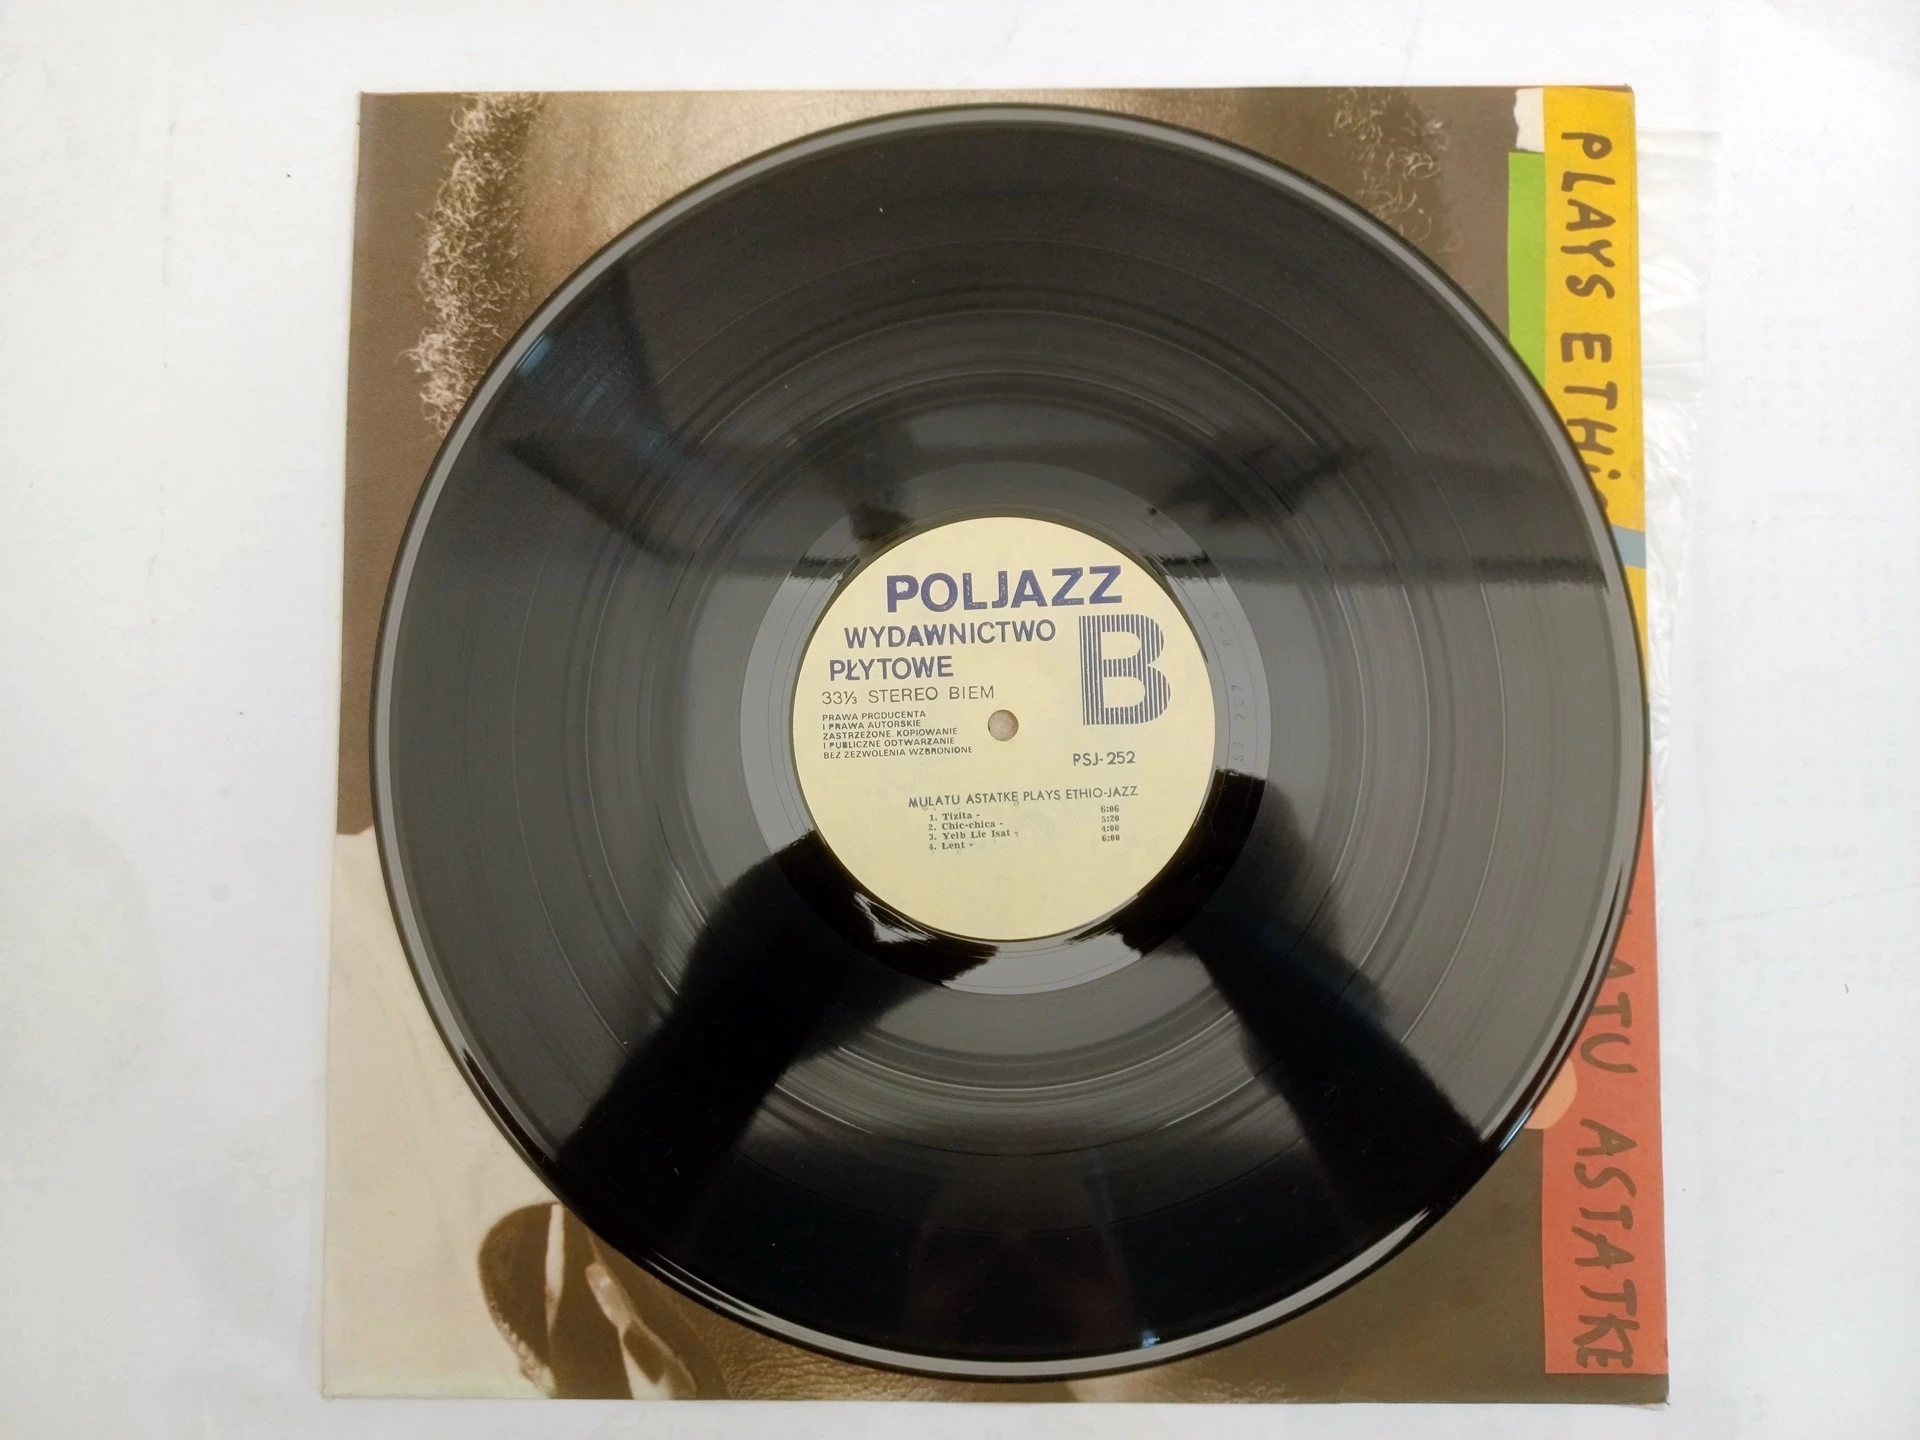 PLAYS ETHiO
POLJAZZ
WYDAWNICTWO
PŁYTOWE
B
33⅓ STEREO BIEM
PRAWA PRODUCENTA
I PRAWA AUTORSKIE
ZASTRZEŻONE. KOPIOWANIE
I PUBLICZNE ODTWARZANIE
BEZ ZEZWOLENIA WZBRONIONE
PSJ-252
MULATU ASTATKE PLAYS ETHIO-JAZZ
1. Tizita - 6:06
2. Chic-chica - 5:20
3. Yelb Lie Isat - 4:00
4. Lent - 6:00
ATU ASTATKE